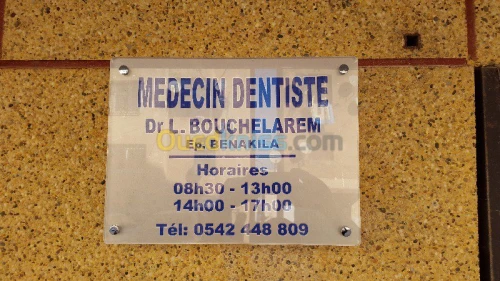 MEDECIN DENTISTE
Dr L. BOUCHELAREM
Ep. BENAKILA
Horaires
08h30 - 13h00
14h00 - 17h00
Tél: 0542 448 809